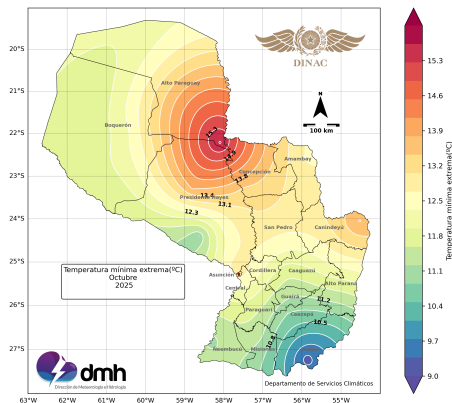 DINAC
20°S
21°S
22°S
23°S
24°S
25°S
26°S
27°S
63°W
62°W
61°W
60°W
59°W
58°W
57°W
56°W
55°W
N
100 km
Alto Paraguay
Boquerón
Concepción
Amambay
Presidente Hayes
San Pedro
Canindeyú
Asunción
Cordillera
Caaguazú
Central
Alto Paraná
Guairá
Paraguarí
Caazapá
Ñeembucú
Misiones
13.8
13.4
13.1
12.3
11.2
10.5
Temperatura mínima extrema(ºC)
Octubre
2025
dmh
Dirección de Meteorología e Hidrología
Departamento de Servicios Climáticos
15.3
14.6
13.9
13.2
12.5
11.8
11.1
10.4
9.7
9.0
Temperatura mínima extrema(ºC)